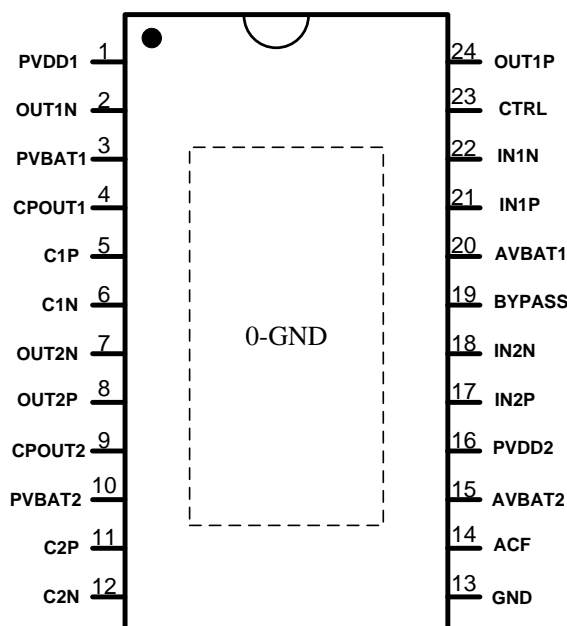 PVDD1 1 24 OUT1P
OUT1N 2 23 CTRL
PVBAT1 3 22 IN1N
CPOUT1 4 21 IN1P
C1P 5 20 AVBAT1
C1N 6 19 BYPASS
0-GND
OUT2N 7 18 IN2N
OUT2P 8 17 IN2P
CPOUT2 9 16 PVDD2
PVBAT2 10 15 AVBAT2
C2P 11 14 ACF
C2N 12 13 GND